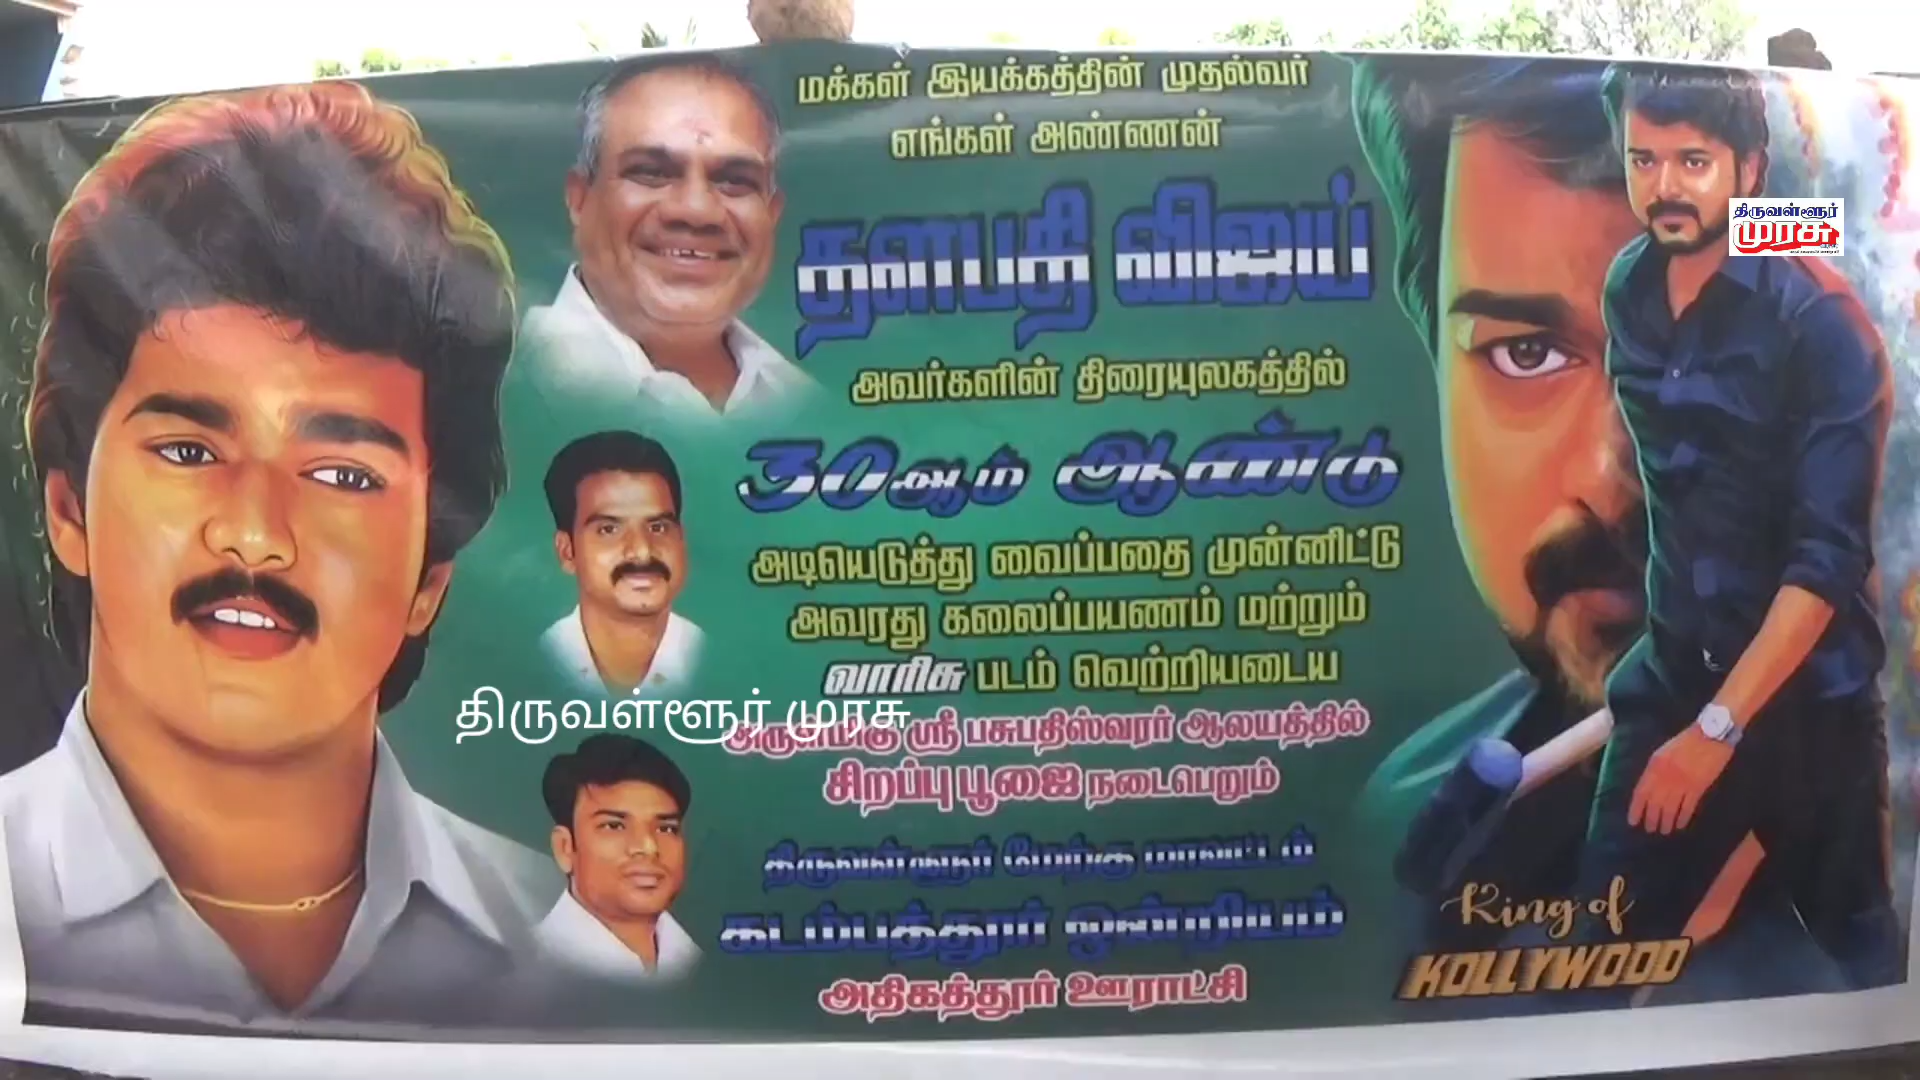 மக்கள் இயக்கத்தின் முதல்வர்
எங்கள் அண்ணன்
தளபதி விஜய்
அவர்களின் திரையுலகத்தில்
30ஆம் ஆண்டு
அடியெடுத்து வைப்பதை முன்னிட்டு
அவரது கலைப்பயணம் மற்றும்
வாரிசு படம் வெற்றியடைய
அருள்மிகு ஸ்ரீ பசுபதிஸ்வரர் ஆலயத்தில்
சிறப்பு பூஜை நடைபெறும்
திருவள்ளூர் மேற்கு மாவட்டம்
கடம்பத்தூர் ஒன்றியம்
அதிகத்தூர் ஊராட்சி
King of
KOLLYWOOD
திருவள்ளூர்
முரசு
திருவள்ளூர் முரசு